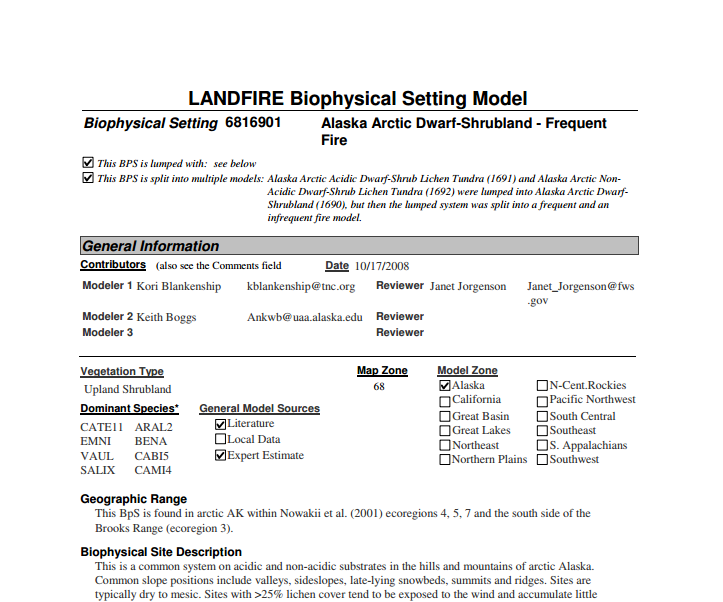 LANDFIRE Biophysical Setting Model
Biophysical Setting 6816901 Alaska Arctic Dwarf-Shrubland - Frequent
Fire
This BPS is lumped with: see below
This BPS is split into multiple models: Alaska Arctic Acidic Dwarf-Shrub Lichen Tundra (1691) and Alaska Arctic Non-
Acidic Dwarf-Shrub Lichen Tundra (1692) were lumped into Alaska Arctic Dwarf-
Shrubland (1690), but then the lumped system was split into a frequent and an
infrequent fire model.
General Information
Contributors (also see the Comments field Date 10/17/2008
Modeler 1 Kori Blankenship kblankenship@tnc.org Reviewer Janet Jorgenson Janet_Jorgenson@fws
.gov
Modeler 2 Keith Boggs Ankwb@uaa.alaska.edu Reviewer
Modeler 3 Reviewer
Vegetation Type Map Zone Model Zone
Upland Shrubland 68 Alaska N-Cent.Rockies
California Pacific Northwest
Dominant Species* General Model Sources Great Basin South Central
CATE11 ARAL2 Literature Great Lakes Southeast
EMNI BENA Local Data Northeast S. Appalachians
VAUL CABI5 Expert Estimate Northern Plains Southwest
SALIX CAMI4
Geographic Range
This BpS is found in arctic AK within Nowakii et al. (2001) ecoregions 4, 5, 7 and the south side of the
Brooks Range (ecoregion 3).
Biophysical Site Description
This is a common system on acidic and non-acidic substrates in the hills and mountains of arctic Alaska.
Common slope positions include valleys, sideslopes, late-lying snowbeds, summits and ridges. Sites are
typically dry to mesic. Sites with >25% lichen cover tend to be exposed to the wind and accumulate little